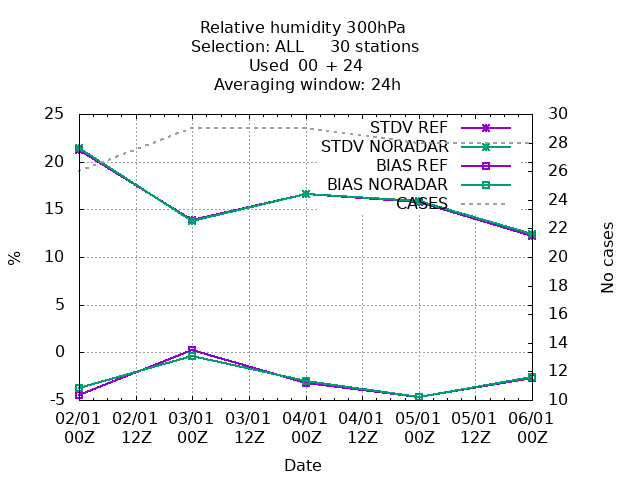 Relative humidity 300hPa
Selection: ALL 30 stations
Used 00 + 24
Averaging window: 24h
25
20
15
10
5
0
-5
%
30
28
26
24
22
20
18
16
14
12
10
No cases
STDV REF
STDV NORADAR
BIAS REF
BIAS NORADAR
CASES
02/01 02/01 03/01 03/01 04/01 04/01 05/01 05/01 06/01
00Z 12Z 00Z 12Z 00Z 12Z 00Z 12Z 00Z
Date